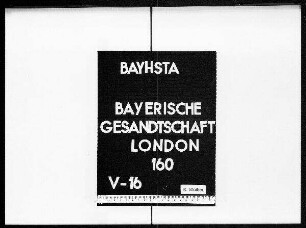 BAYHSTA
BAYERISCHE
GESANDTSCHAFT
LONDON
160
V-16